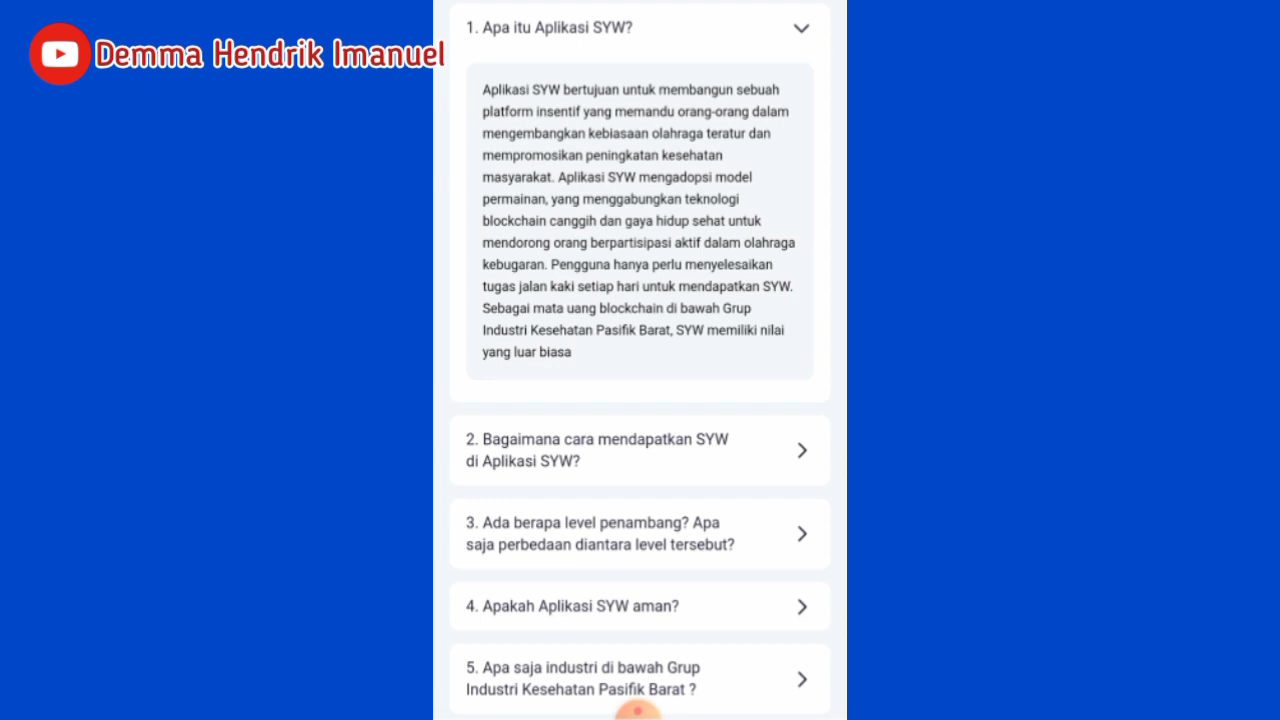 Demma Hendrik Imanuel
1. Apa itu Aplikasi SYW?
Aplikasi SYW bertujuan untuk membangun sebuah
platform insentif yang memandu orang-orang dalam
mengembangkan kebiasaan olahraga teratur dan
mempromosikan peningkatan kesehatan
masyarakat. Aplikasi SYW mengadopsi model
permainan, yang menggabungkan teknologi
blockchain canggih dan gaya hidup sehat untuk
mendorong orang berpartisipasi aktif dalam olahraga
kebugaran. Pengguna hanya perlu menyelesaikan
tugas jalan kaki setiap hari untuk mendapatkan SYW.
Sebagai mata uang blockchain di bawah Grup
Industri Kesehatan Pasifik Barat, SYW memiliki nilai
yang luar biasa
2. Bagaimana cara mendapatkan SYW
di Aplikasi SYW?
3. Ada berapa level penambang? Apa
saja perbedaan diantara level tersebut?
4. Apakah Aplikasi SYW aman?
5. Apa saja industri di bawah Grup
Industri Kesehatan Pasifik Barat ?